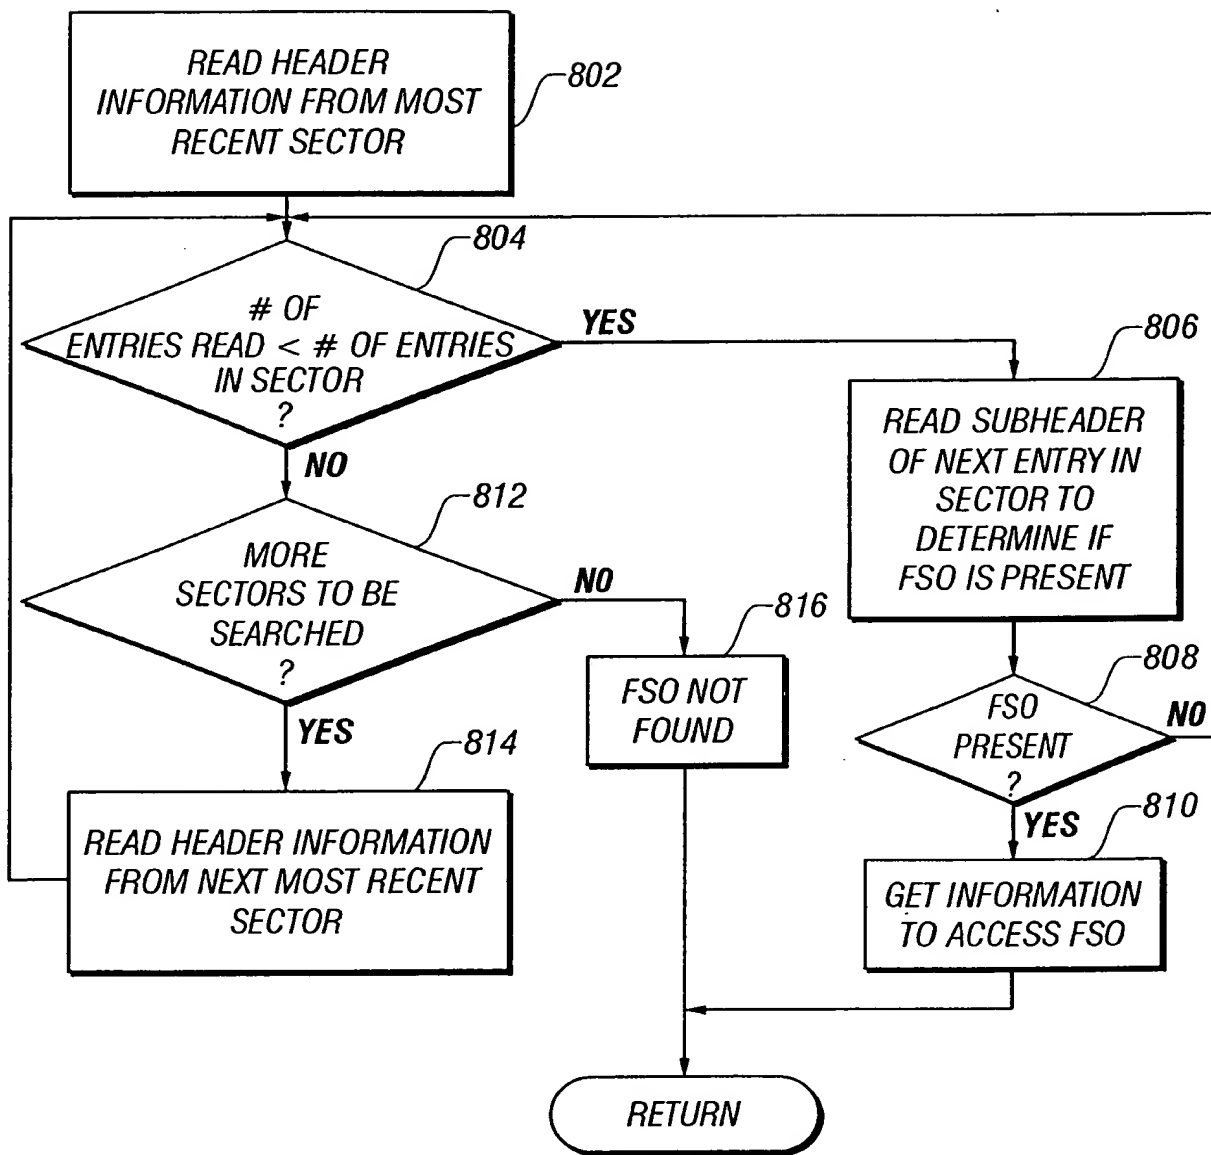 READ HEADER
INFORMATION FROM MOST
RECENT SECTOR
802
804
# OF
ENTRIES READ < # OF ENTRIES
IN SECTOR
?
YES
NO
806
READ SUBHEADER
OF NEXT ENTRY IN
SECTOR TO
DETERMINE IF
FSO IS PRESENT
812
MORE
SECTORS TO BE
SEARCHED
?
NO
YES
816
FSO NOT
FOUND
808
FSO
PRESENT
?
NO
YES
814
READ HEADER INFORMATION
FROM NEXT MOST RECENT
SECTOR
810
GET INFORMATION
TO ACCESS FSO
RETURN